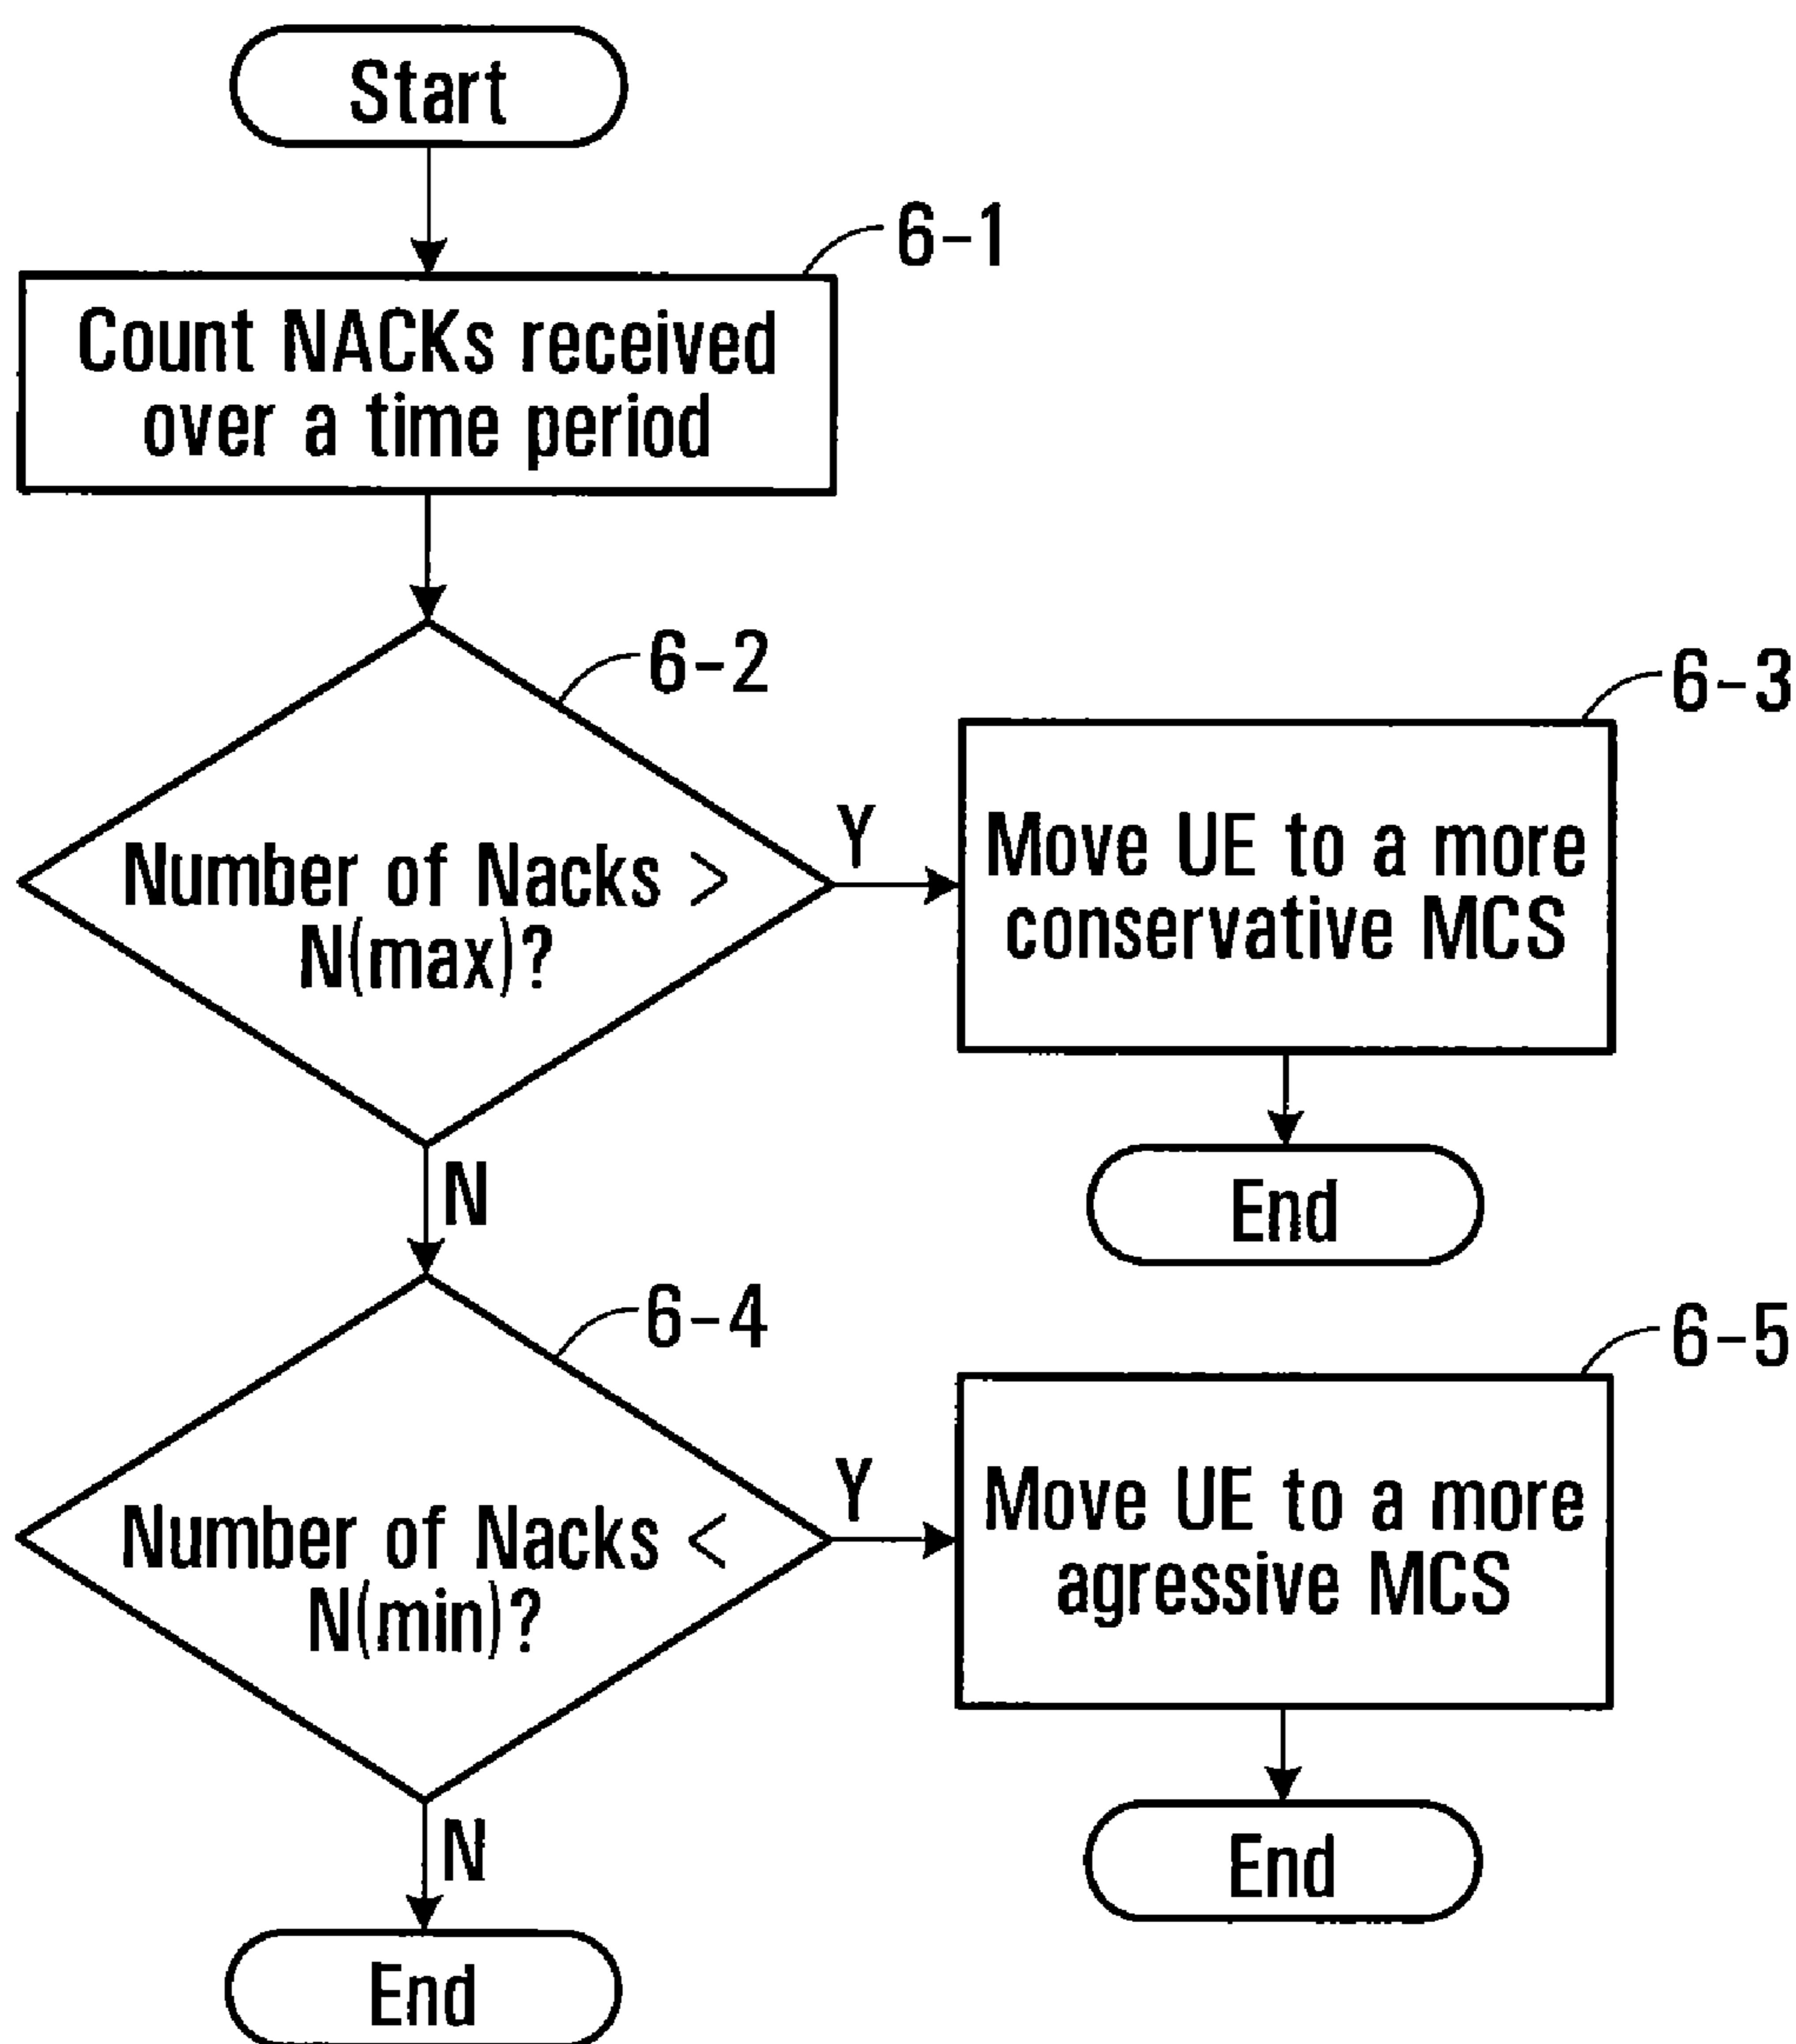 Start
6-1
Count NACKs received
over a time period
6-2
Number of Nacks >
N(max)?
Y
6-3
Move UE to a more
conservative MCS
End
N
6-4
Number of Nacks <
N(min)?
Y
6-5
Move UE to a more
agressive MCS
End
N
End